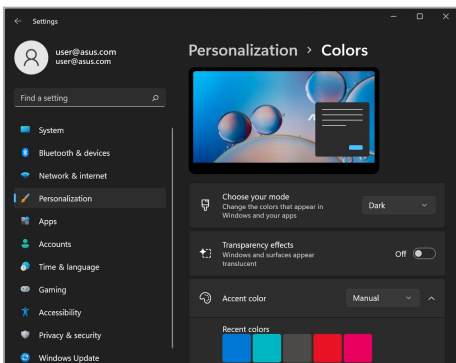 Settings
user@asus.com
user@asus.com
Find a setting
System
Bluetooth & devices
Network & internet
Personalization
Apps
Accounts
Time & language
Gaming
Accessibility
Privacy & security
Windows Update
Personalization > Colors
Choose your mode
Change the colors that appear in
Windows and your apps
Dark
Transparency effects
Windows and surfaces appear
translucent
Off
Accent color
Manual
Recent colors